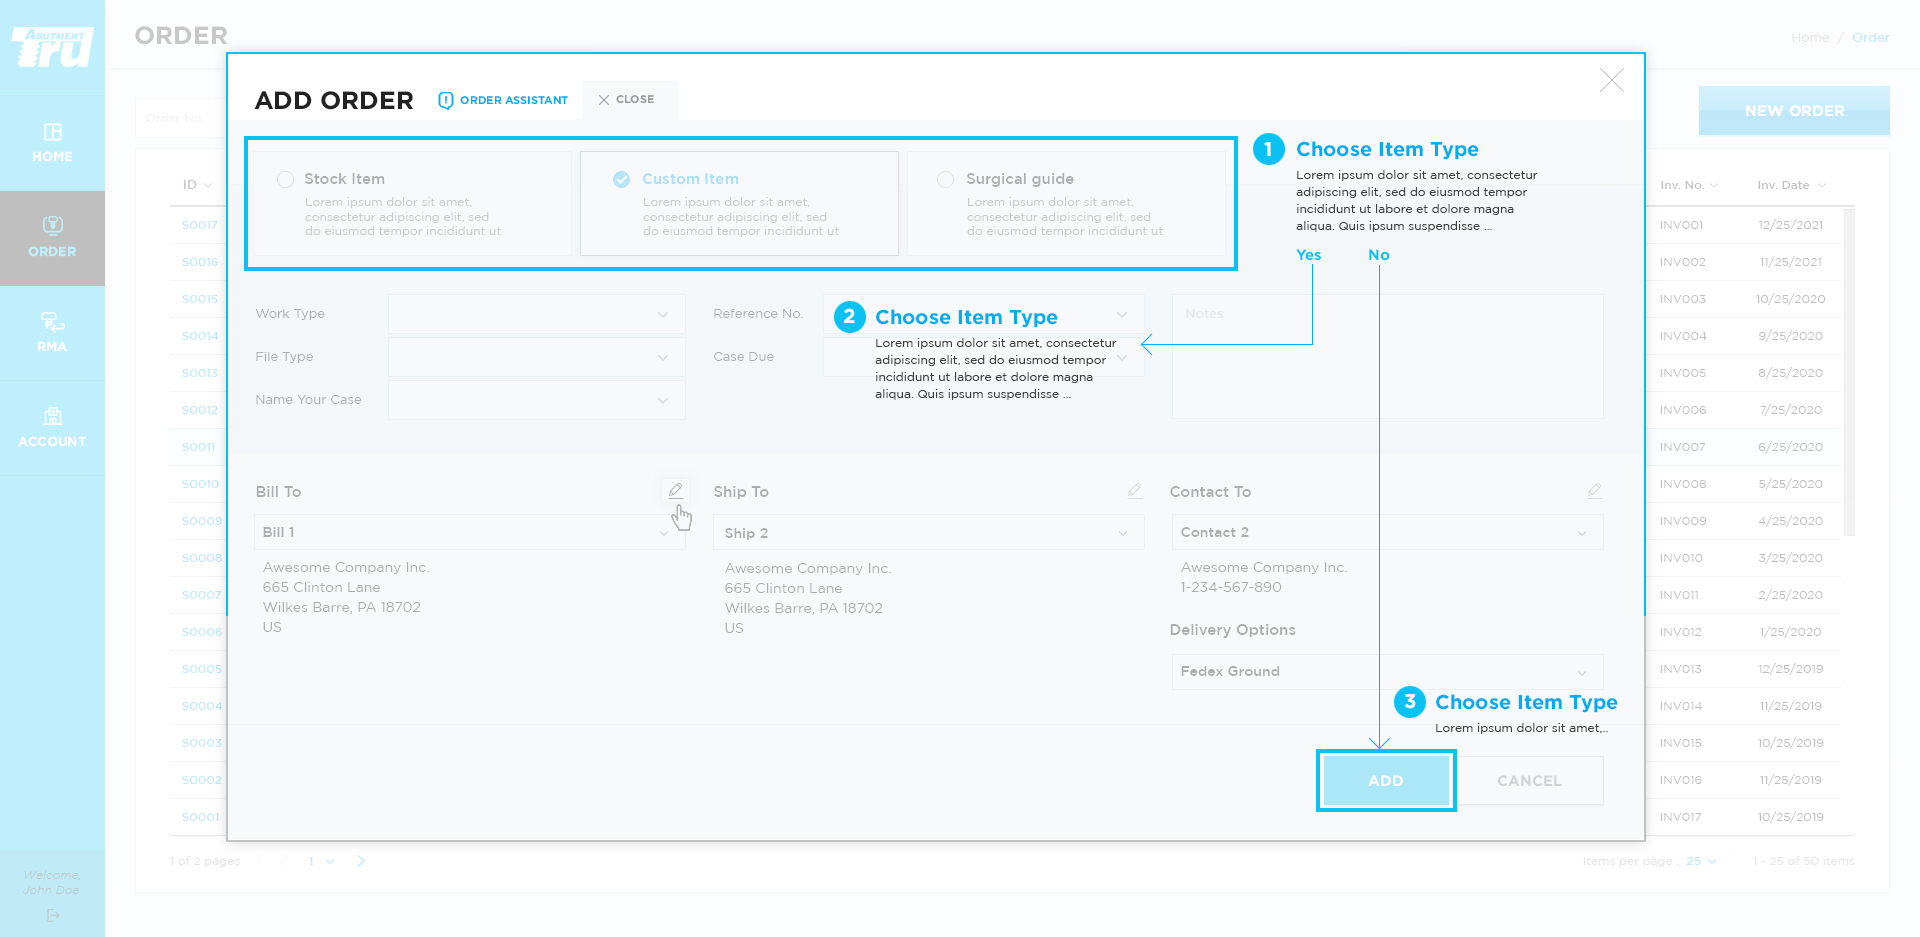 ABUTMENT
Tru
HOME
ORDER
RMA
ACCOUNT
Welcome,
John Doe
ORDER
Home / Order
Order No.
NEW ORDER
ADD ORDER
ORDER ASSISTANT
CLOSE
Stock Item
Lorem ipsum dolor sit amet,
consectetur adipiscing elit, sed
do eiusmod tempor incididunt ut
Custom Item
Lorem ipsum dolor sit amet,
consectetur adipiscing elit, sed
do eiusmod tempor incididunt ut
Surgical guide
Lorem ipsum dolor sit amet,
consectetur adipiscing elit, sed
do eiusmod tempor incididunt ut
1 Choose Item Type
Lorem ipsum dolor sit amet, consectetur
adipiscing elit, sed do eiusmod tempor
incididunt ut labore et dolore magna
aliqua. Quis ipsum suspendisse ...
Yes No
Work Type
File Type
Name Your Case
Reference No.
Case Due
2 Choose Item Type
Lorem ipsum dolor sit amet, consectetur
adipiscing elit, sed do eiusmod tempor
incididunt ut labore et dolore magna
aliqua. Quis ipsum suspendisse ...
Notes
Bill To
Bill 1
Awesome Company Inc.
665 Clinton Lane
Wilkes Barre, PA 18702
US
Ship To
Ship 2
Awesome Company Inc.
665 Clinton Lane
Wilkes Barre, PA 18702
US
Contact To
Contact 2
Awesome Company Inc.
1-234-567-890
Delivery Options
Fedex Ground
3 Choose Item Type
Lorem ipsum dolor sit amet,..
ADD
CANCEL
ID
S0017
S0016
S0015
S0014
S0013
S0012
S0011
S0010
S0009
S0008
S0007
S0006
S0005
S0004
S0003
S0002
S0001
Inv. No. Inv. Date
INV001 12/25/2021
INV002 11/25/2021
INV003 10/25/2020
INV004 9/25/2020
INV005 8/25/2020
INV006 7/25/2020
INV007 6/25/2020
INV008 5/25/2020
INV009 4/25/2020
INV010 3/25/2020
INV011 2/25/2020
INV012 1/25/2020
INV013 12/25/2019
INV014 11/25/2019
INV015 10/25/2019
INV016 11/25/2019
INV017 10/25/2019
1 of 2 pages
1
Items per page : 25
1 - 25 of 50 items